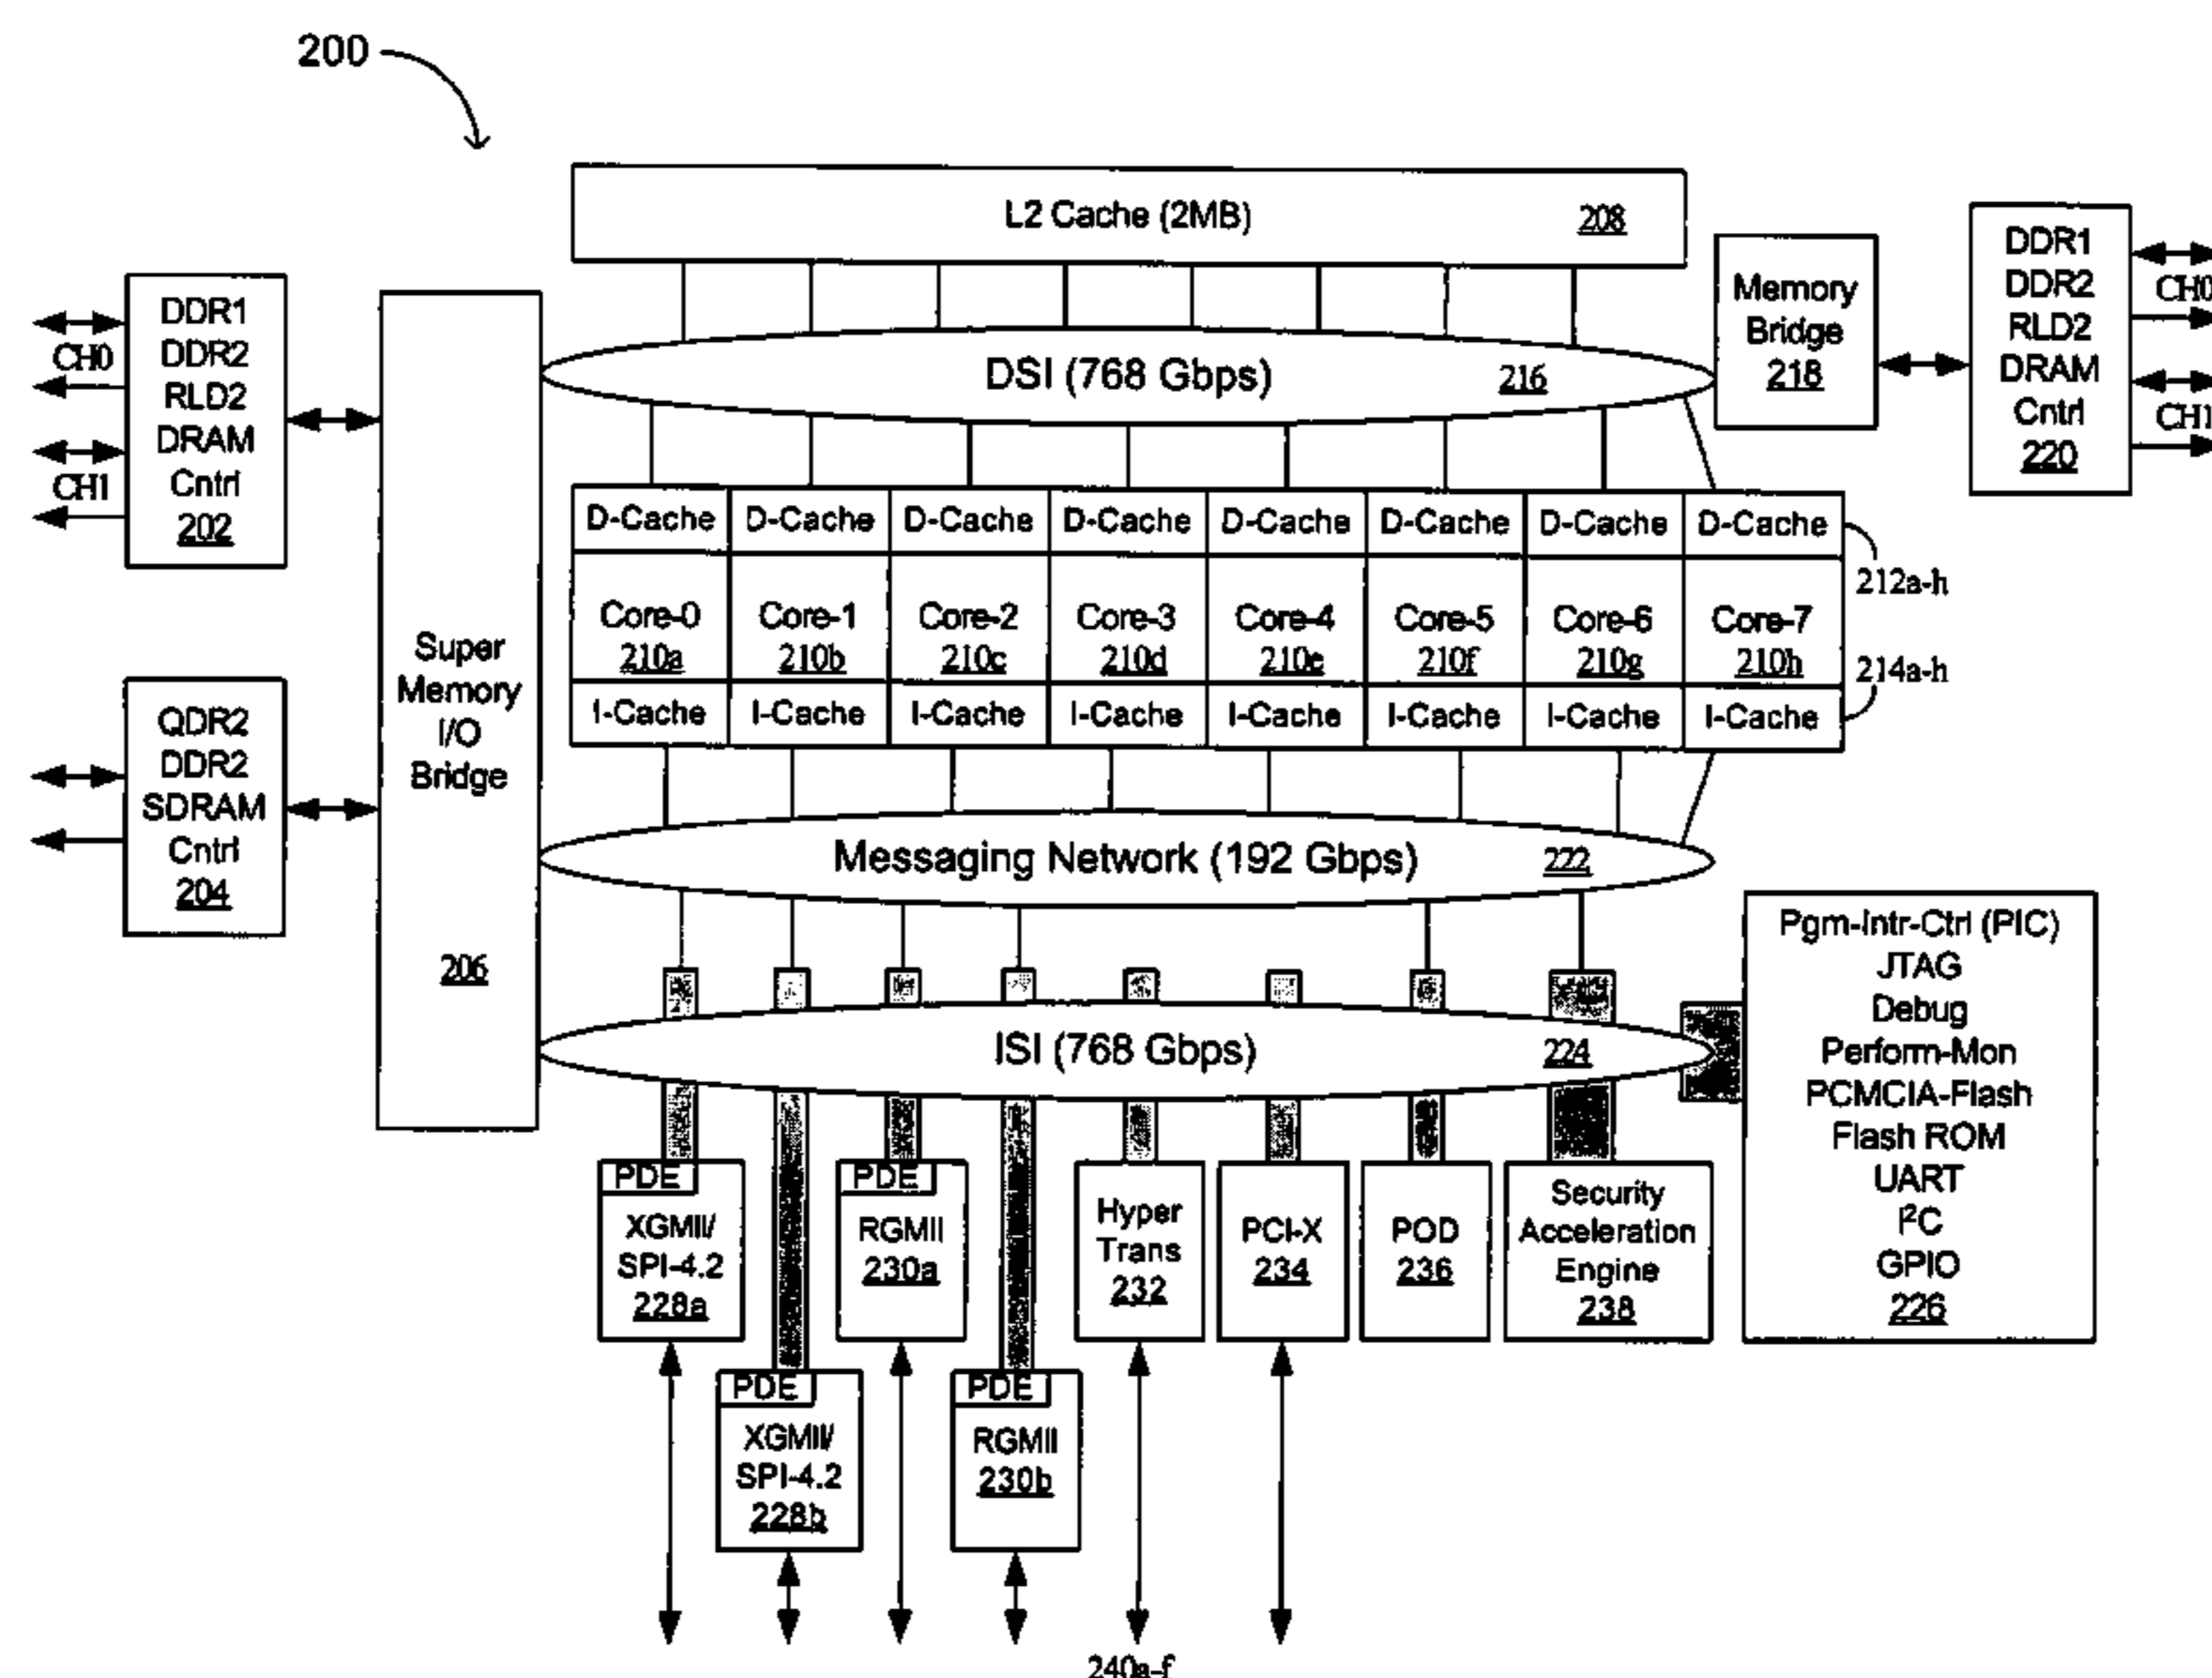 200
L2 Cache (2MB) 208
DDR1
DDR2
RLD2
DRAM
Cntrl
202
CH0
CH1
QDR2
DDR2
SDRAM
Cntrl
204
Super
Memory
I/O
Bridge
206
DSI (768 Gbps) 216
Memory
Bridge
218
DDR1
DDR2
RLD2
DRAM
Cntrl
220
CH0
CH1
D-Cache D-Cache D-Cache D-Cache D-Cache D-Cache D-Cache D-Cache
212a-h
Core-0 Core-1 Core-2 Core-3 Core-4 Core-5 Core-6 Core-7
210a 210b 210c 210d 210e 210f 210g 210h
214a-h
I-Cache I-Cache I-Cache I-Cache I-Cache I-Cache I-Cache I-Cache
Messaging Network (192 Gbps) 222
ISI (768 Gbps) 224
Pgm-Intr-Ctrl (PIC)
JTAG
Debug
Perform-Mon
PCMCIA-Flash
Flash ROM
UART
I²C
GPIO
226
PDE
XGMII/
SPI-4.2
228a
PDE
XGMII/
SPI-4.2
228b
PDE
RGMII
230a
PDE
RGMII
230b
Hyper
Trans
232
PCI-X
234
POD
236
Security
Acceleration
Engine
238
240a-f